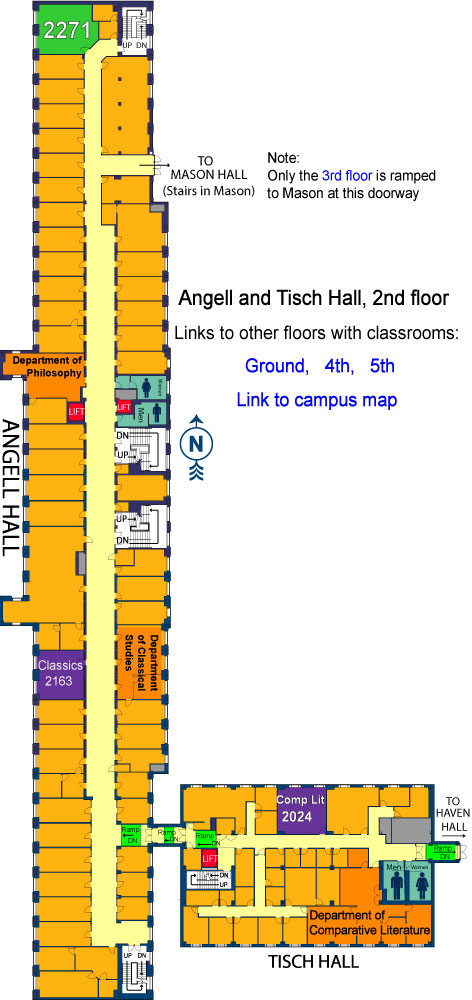 2271
UP DN
TO
MASON HALL
(Stairs in Mason)
Note:
Only the 3rd floor is ramped
to Mason at this doorway
Angell and Tisch Hall, 2nd floor
Links to other floors with classrooms:
Ground, 4th, 5th
Link to campus map
Department of
Philosophy
Women
LIFT
LIFT
Men
ANGELL HALL
N
DN
UP
UP
DN
Classics
2163
Department
of Classical
Studies
Comp Lit
2024
TO
HAVEN
HALL
Ramp
DN
Ramp
DN
Ramp
DN
Ramp
DN
LIFT
DN
UP
Men
Women
Department of
Comparative Literature
UP DN
TISCH HALL